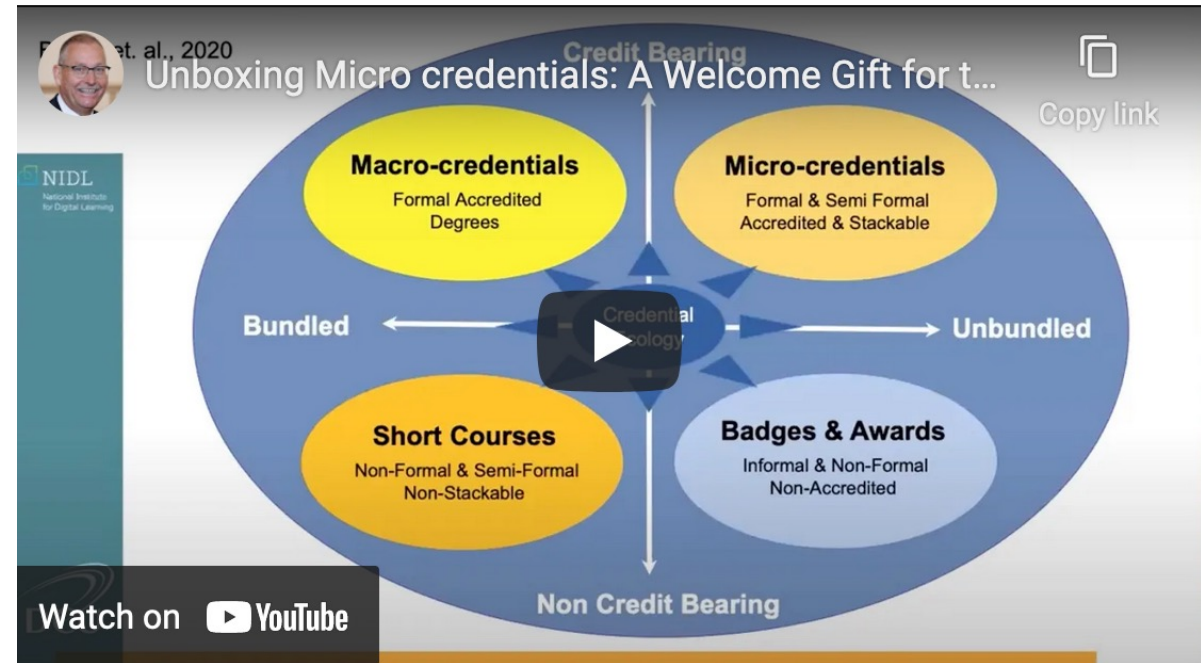 et. al., 2020
Unboxing Micro credentials: A Welcome Gift for t...
Copy link
Credit Bearing
NIDL
National Institute
for Digital Learning
Macro-credentials
Formal Accredited
Degrees
Micro-credentials
Formal & Semi Formal
Accredited & Stackable
Bundled
Credential
Ecology
Unbundled
Short Courses
Non-Formal & Semi-Formal
Non-Stackable
Badges & Awards
Informal & Non-Formal
Non-Accredited
Non Credit Bearing
Watch on YouTube